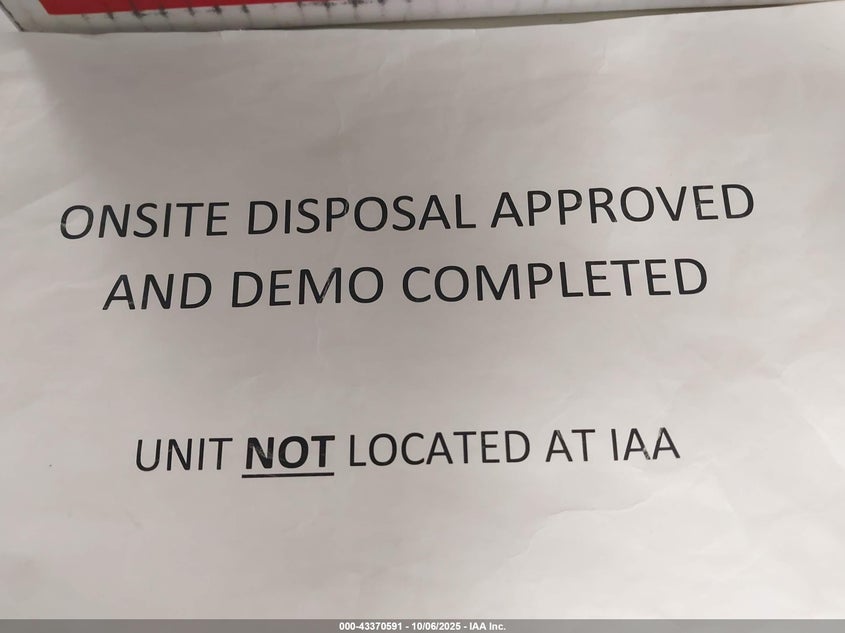 ONSITE DISPOSAL APPROVED
AND DEMO COMPLETED
UNIT NOT LOCATED AT IAA
000-43370591 - 10/06/2025 - IAA Inc.